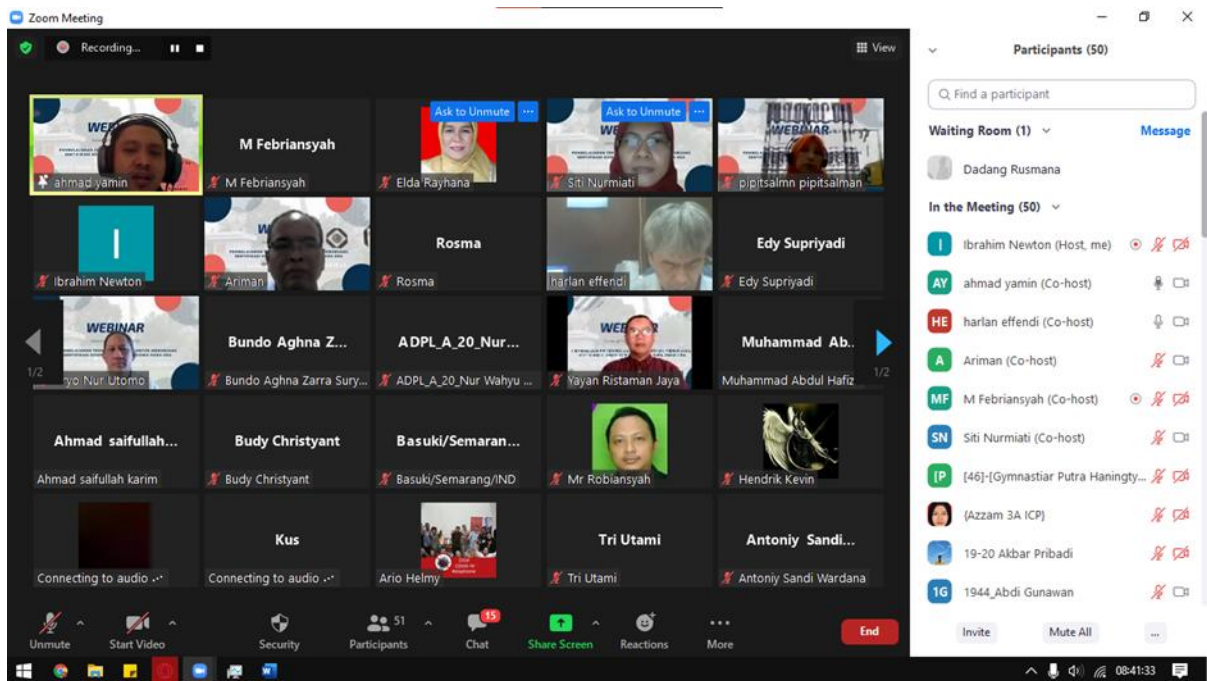 Zoom Meeting
Recording...
View
Ask to Unmute
Ask to Unmute
WEBINAR
ahmad yamin
M Febriansyah
M Febriansyah
Elda Rayhana
Siti Nurmiati
pipitsalmn pipitsalman
I
Ibrahim Newton
Ariman
Rosma
Rosma
harlan effendi
Edy Supriyadi
Edy Supriyadi
WEBINAR
1/2
yo Nur Utomo
Bundo Aghna Z...
Bundo Aghna Zarra Sury...
ADPL_A_20_Nur...
ADPL_A_20_Nur Wahyu ...
Yayan Ristaman Jaya
Muhammad Ab..
Muhammad Abdul Hafiz
1/2
Ahmad saifullah...
Ahmad saifullah karim
Budy Christyant
Budy Christyant
Basuki/Semaran...
Basuki/Semarang/IND
Mr Robiansyah
Hendrik Kevin
Connecting to audio
Kus
Connecting to audio
Ario Helmy
Tri Utami
Tri Utami
Antoniy Sandi...
Antoniy Sandi Wardana
Unmute
Start Video
Security
51
Participants
15
Chat
Share Screen
Reactions
More
End
Participants (50)
Find a participant
Waiting Room (1)
Message
Dadang Rusmana
In the Meeting (50)
I Ibrahim Newton (Host, me)
AY ahmad yamin (Co-host)
HE harlan effendi (Co-host)
A Ariman (Co-host)
MF M Febriansyah (Co-host)
SN Siti Nurmiati (Co-host)
[P [46]-[Gymnastiar Putra Haningty...
(Azzam 3A ICP)
19-20 Akbar Pribadi
1G 1944_Abdi Gunawan
Invite
Mute All
...
08:41:33